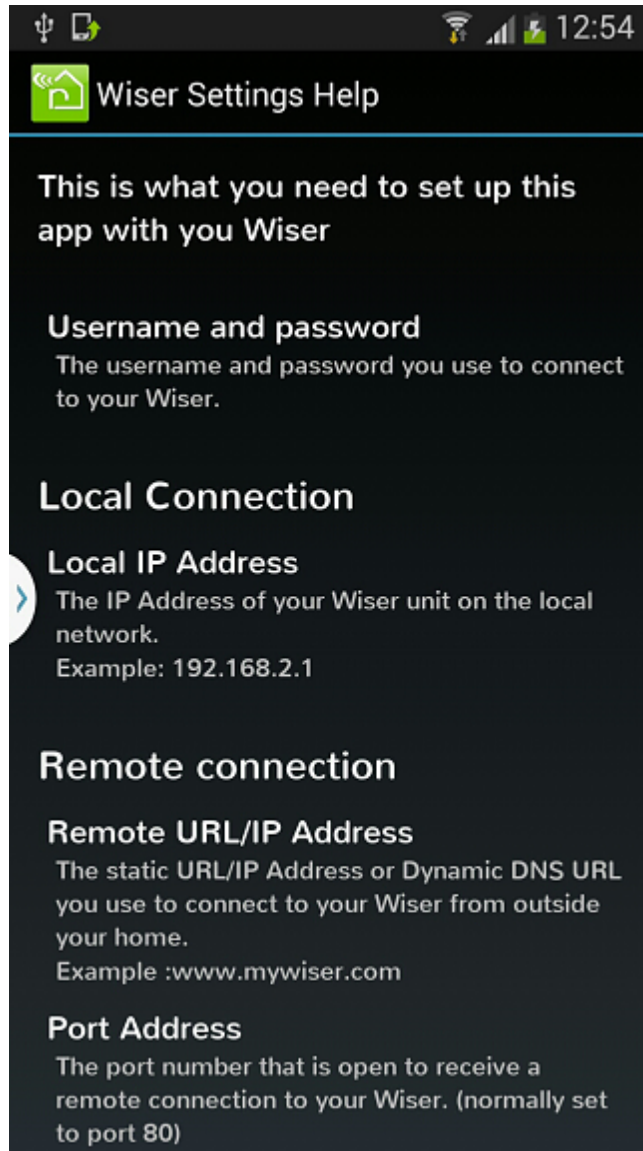 12:54
Wiser Settings Help
This is what you need to set up this
app with you Wiser
Username and password
The username and password you use to connect
to your Wiser.
Local Connection
Local IP Address
The IP Address of your Wiser unit on the local
network.
Example: 192.168.2.1
Remote connection
Remote URL/IP Address
The static URL/IP Address or Dynamic DNS URL
you use to connect to your Wiser from outside
your home.
Example :www.mywiser.com
Port Address
The port number that is open to receive a
remote connection to your Wiser. (normally set
to port 80)